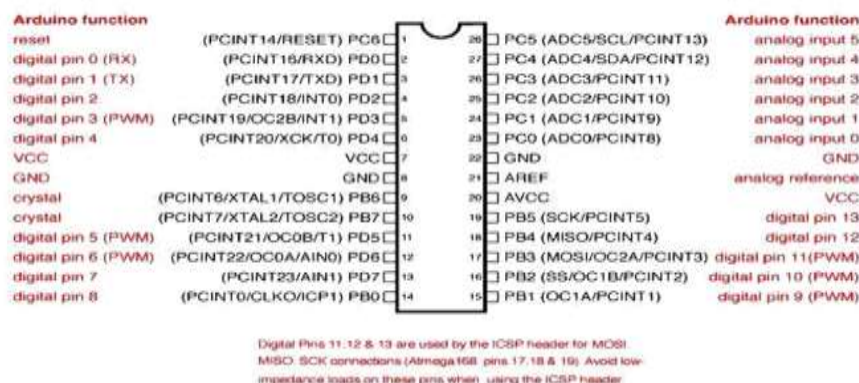 Arduino function Arduino function
reset (PCINT14/RESET) PC6 1 28 PC5 (ADC5/SCL/PCINT13) analog input 5
digital pin 0 (RX) (PCINT16/RXD) PD0 2 27 PC4 (ADC4/SDA/PCINT12) analog input 4
digital pin 1 (TX) (PCINT17/TXD) PD1 3 26 PC3 (ADC3/PCINT11) analog input 3
digital pin 2 (PCINT18/INT0) PD2 4 25 PC2 (ADC2/PCINT10) analog input 2
digital pin 3 (PWM) (PCINT19/OC2B/INT1) PD3 5 24 PC1 (ADC1/PCINT9) analog input 1
digital pin 4 (PCINT20/XCK/T0) PD4 6 23 PC0 (ADC0/PCINT8) analog input 0
VCC VCC 7 22 GND GND
GND GND 8 21 AREF analog reference
crystal (PCINT6/XTAL1/TOSC1) PB6 9 20 AVCC VCC
crystal (PCINT7/XTAL2/TOSC2) PB7 10 19 PB5 (SCK/PCINT5) digital pin 13
digital pin 5 (PWM) (PCINT21/OC0B/T1) PD5 11 18 PB4 (MISO/PCINT4) digital pin 12
digital pin 6 (PWM) (PCINT22/OC0A/AIN0) PD6 12 17 PB3 (MOSI/OC2A/PCINT3) digital pin 11(PWM)
digital pin 7 (PCINT23/AIN1) PD7 13 16 PB2 (SS/OC1B/PCINT2) digital pin 10 (PWM)
digital pin 8 (PCINT0/CLKO/ICP1) PB0 14 15 PB1 (OC1A/PCINT1) digital pin 9 (PWM)
Digital Pins 11,12 & 13 are used by the ICSP header for MOSI,
MISO, SCK connections (Atmega168 pins 17,18 & 19). Avoid low-
impedance loads on these pins when using the ICSP header